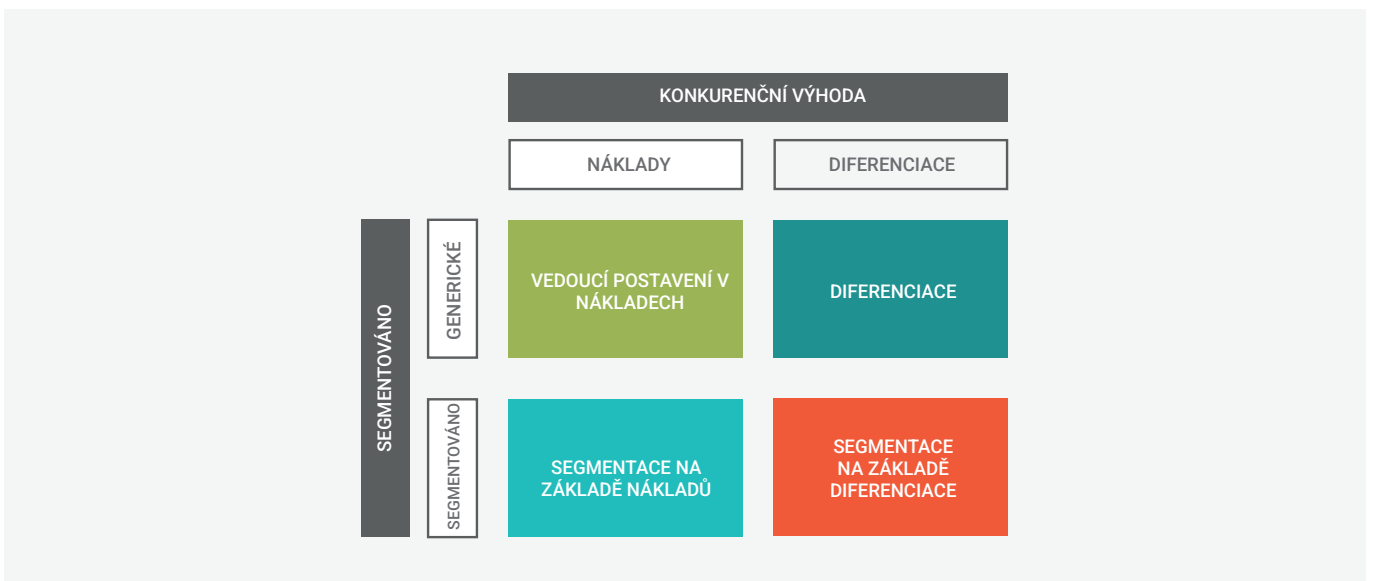 KONKURENČNÍ VÝHODA
NÁKLADY
DIFERENCIACE
SEGMENTOVÁNO
GENERICKÉ
VEDOUCÍ POSTAVENÍ V
NÁKLADECH
DIFERENCIACE
SEGMENTOVÁNO
SEGMENTACE NA
ZÁKLADĚ NÁKLADŮ
SEGMENTACE
NA ZÁKLADĚ
DIFERENCIACE